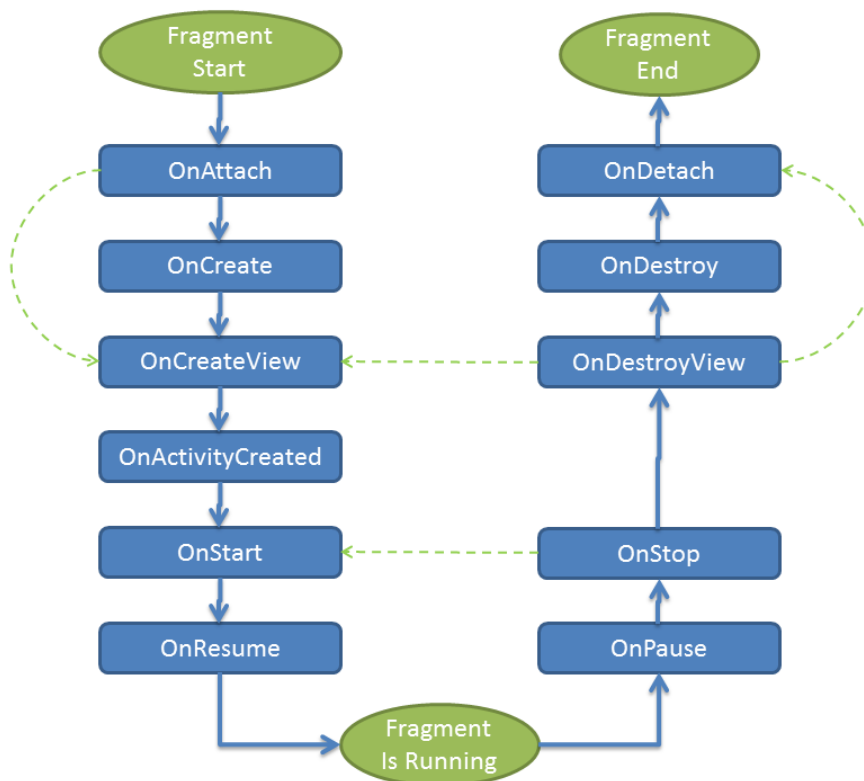 Fragment
Start
OnAttach
OnCreate
OnCreateView
OnActivityCreated
OnStart
OnResume
Fragment
Is Running
OnPause
OnStop
OnDestroyView
OnDestroy
OnDetach
Fragment
End